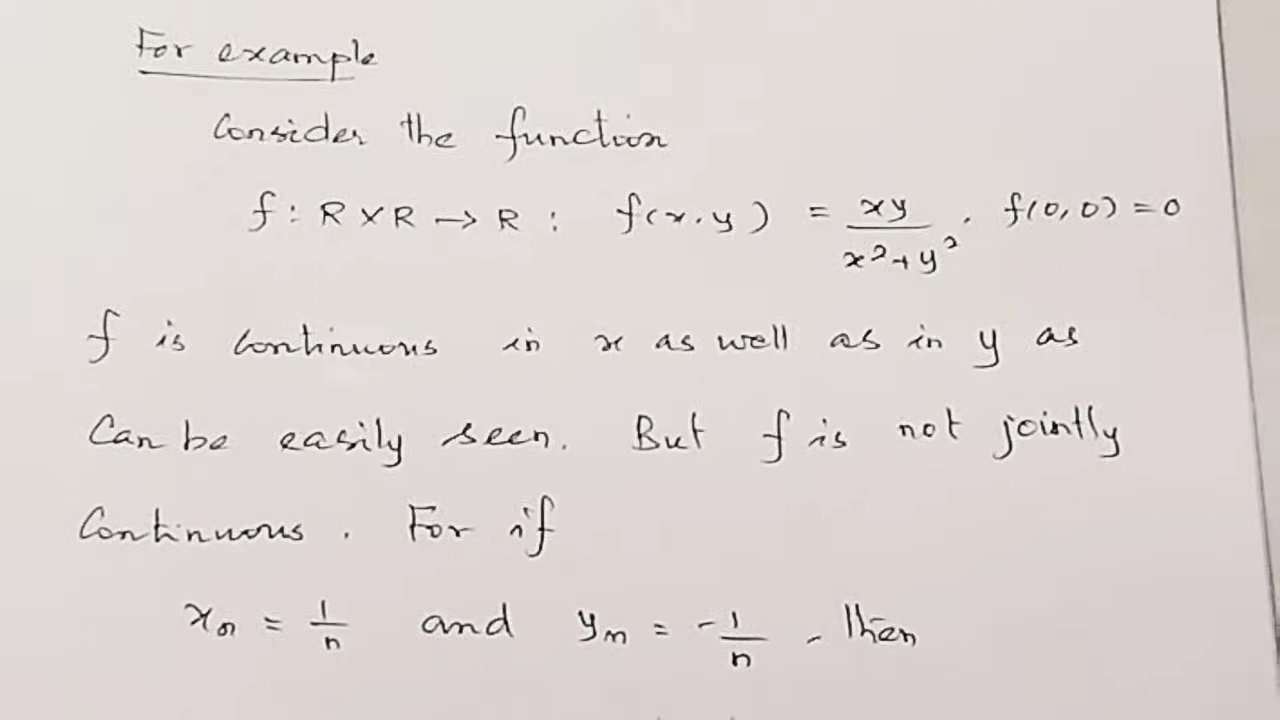 For example
Consider the function
f : R × R → R : f(x, y) = xy / x² + y² , f(0, 0) = 0
f is continuous in x as well as in y as
Can be easily seen. But f is not jointly
Continuous. For if
xₙ = 1/n and yₙ = -1/n, then